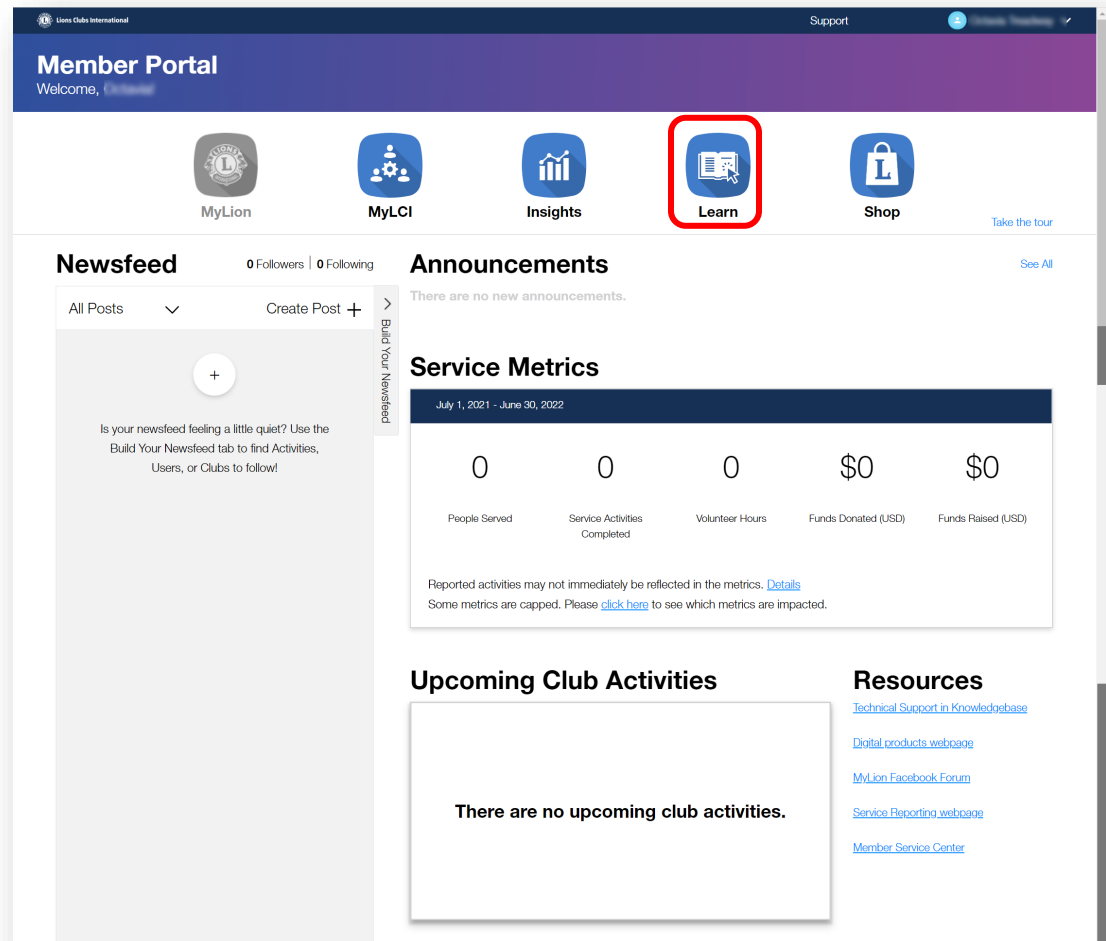 Lions Clubs International
Support
Member Portal
Welcome,
MyLion
MyLCI
Insights
Learn
L
Shop
Take the tour
Newsfeed
0 Followers | 0 Following
All Posts
Create Post +
Build Your Newsfeed
+
Is your newsfeed feeling a little quiet? Use the
Build Your Newsfeed tab to find Activities,
Users, or Clubs to follow!
Announcements
See All
There are no new announcements.
Service Metrics
July 1, 2021 - June 30, 2022
0 0 0 $0 $0
People Served
Service Activities
Completed
Volunteer Hours
Funds Donated (USD)
Funds Raised (USD)
Reported activities may not immediately be reflected in the metrics. Details
Some metrics are capped. Please click here to see which metrics are impacted.
Upcoming Club Activities
There are no upcoming club activities.
Resources
Technical Support in Knowledgebase
Digital products webpage
MyLion Facebook Forum
Service Reporting webpage
Member Service Center